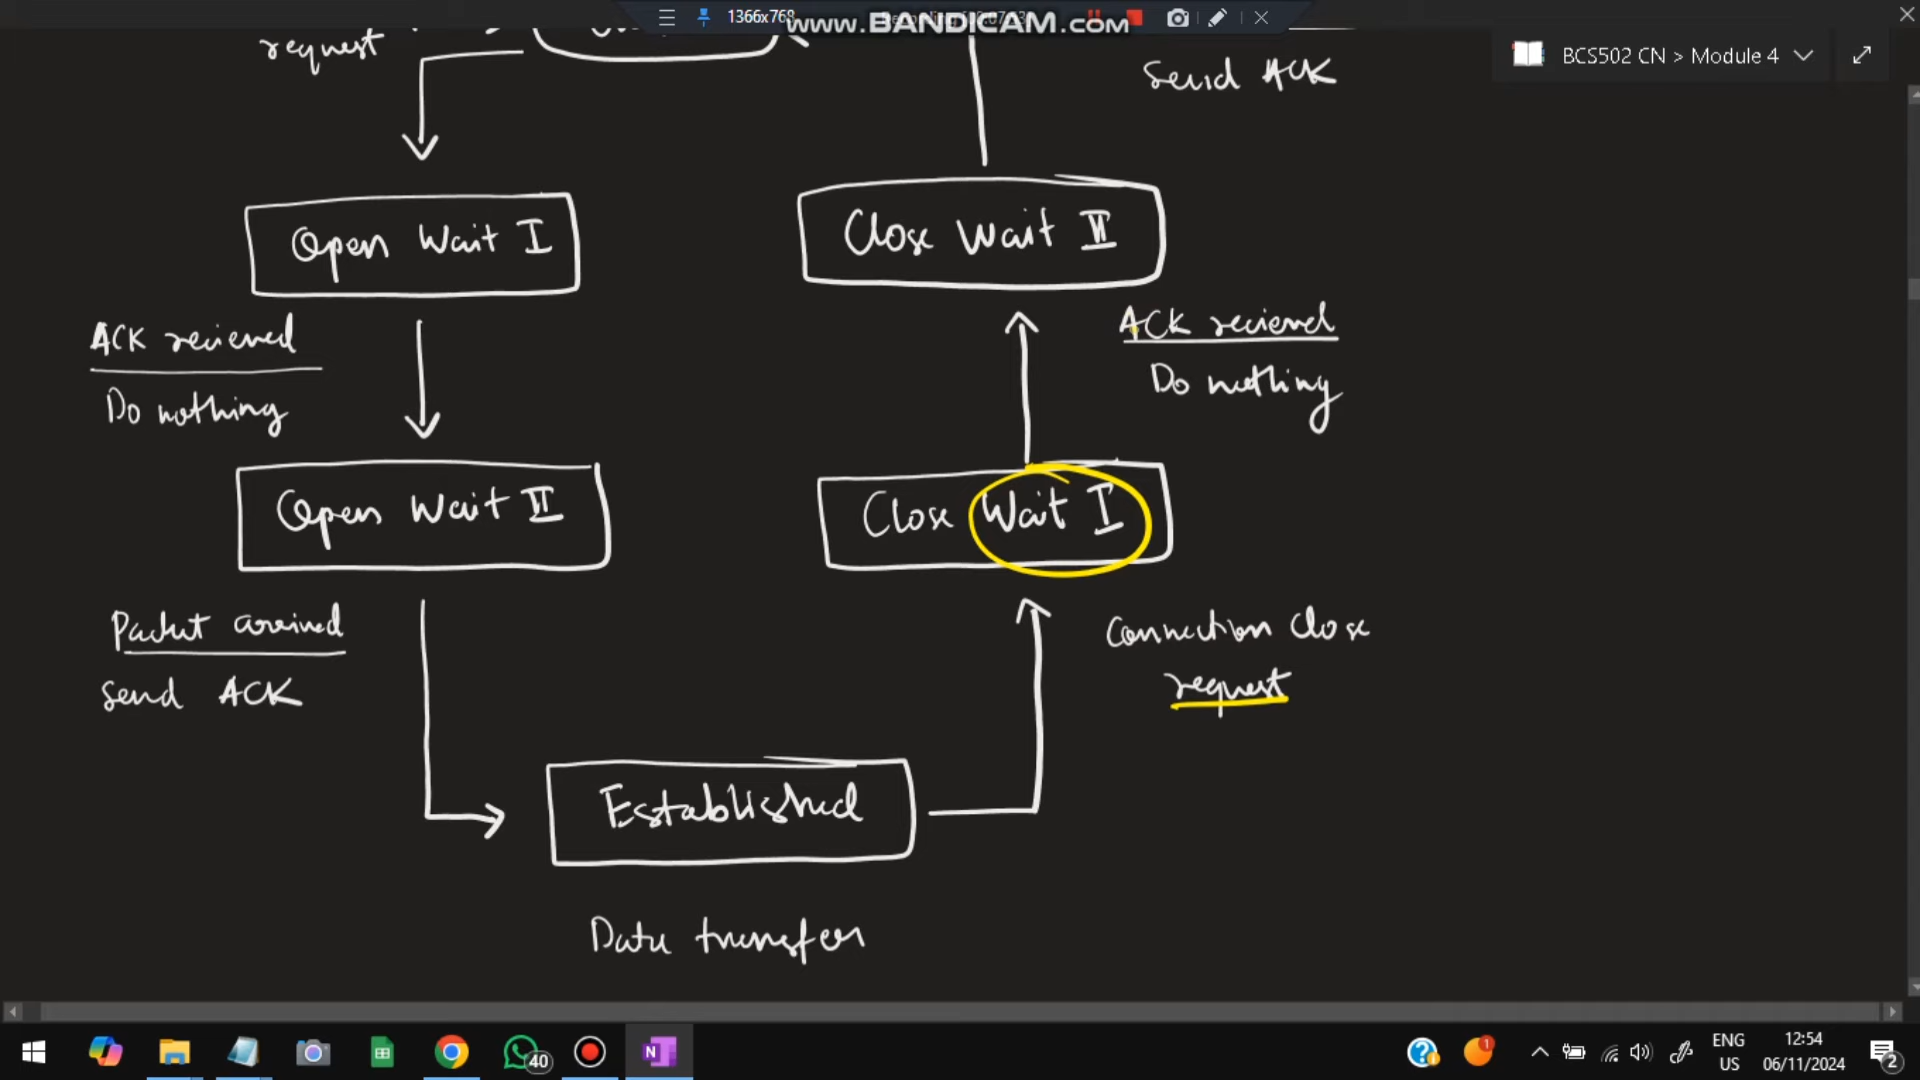 1366x768
www.BANDICAM.com
BCS502 CN > Module 4
request
Send ACK
Open Wait I
Close Wait II
ACK recieved
Do nothing
ACK recieved
Do nothing
Open Wait II
Close Wait I
Packet arrived
Send ACK
Connection Close
request
Established
Data transfer
40
N
1
ENG
US
12:54
06/11/2024
2